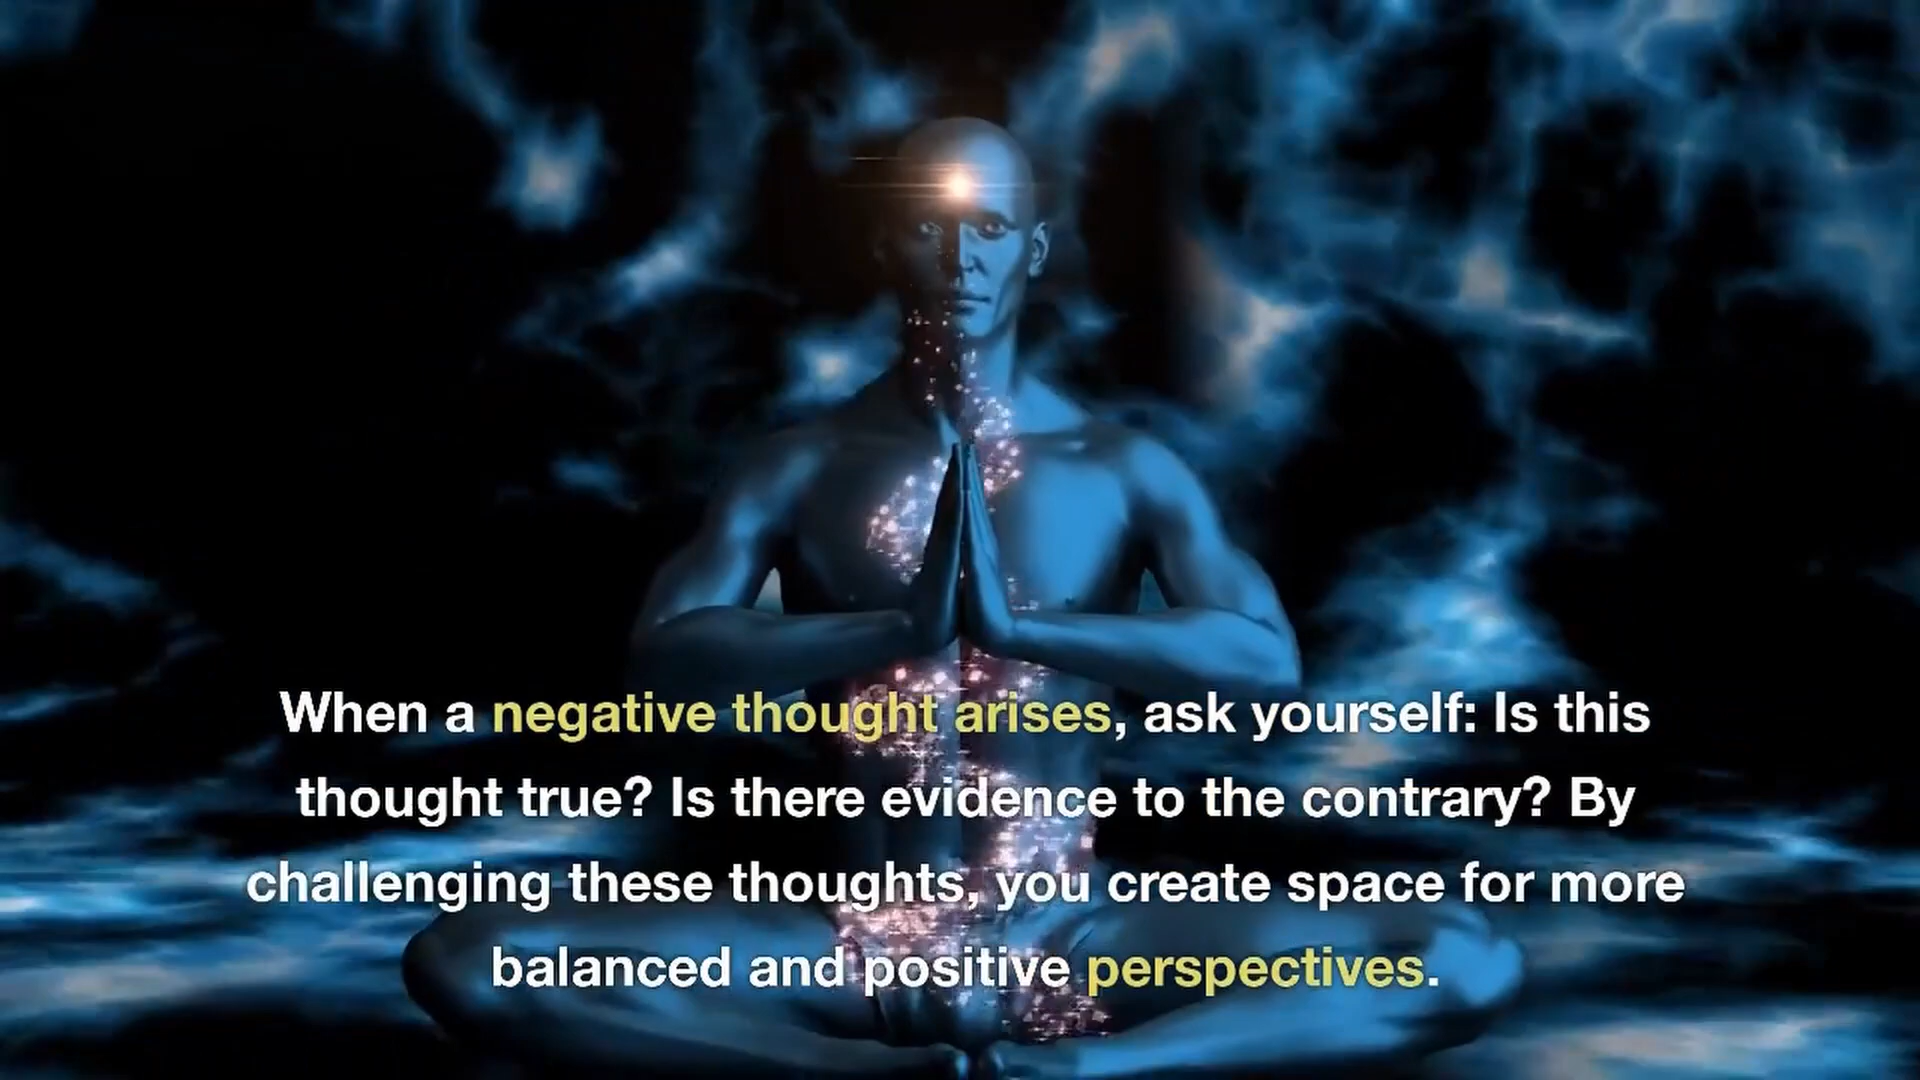 When a negative thought arises, ask yourself: Is this
thought true? Is there evidence to the contrary? By
challenging these thoughts, you create space for more
balanced and positive perspectives.